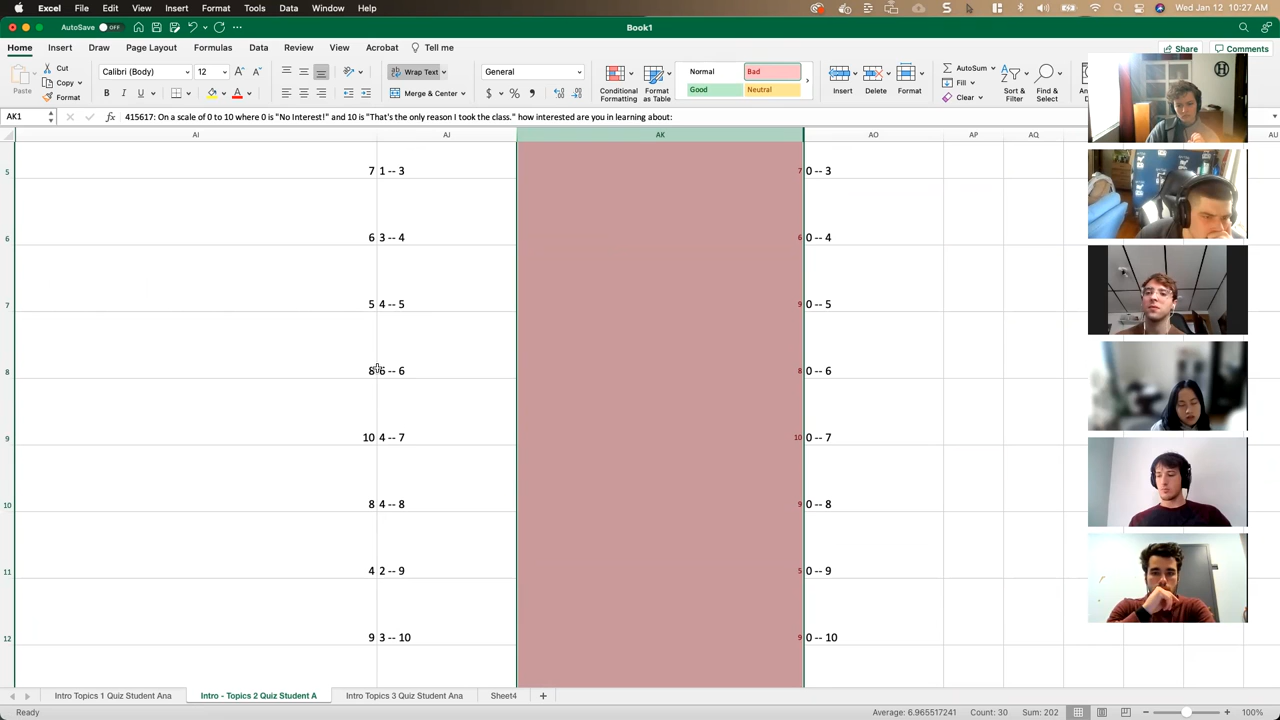 Excel File Edit View Insert Format Tools Data Window Help Wed Jan 12 10:27 AM
AutoSave OFF Book1
Home Insert Draw Page Layout Formulas Data Review View Acrobat Tell me Share Comments
Paste Cut Copy Format Calibri (Body) 12 Wrap Text General Normal Bad AutoSum
B I U A Merge & Center $ % Good Neutral Fill
Conditional Formatting Format as Table Insert Delete Format Sort & Filter Find & Select
AK1 fx 415617: On a scale of 0 to 10 where 0 is "No Interest!" and 10 is "That's the only reason I took the class." how interested are you in learning about:
AI AJ AK AO AP AQ AU
5 7 1 -- 3 7 0 -- 3
6 6 3 -- 4 6 0 -- 4
7 5 4 -- 5 9 0 -- 5
8 8 6 -- 6 8 0 -- 6
9 10 4 -- 7 10 0 -- 7
10 8 4 -- 8 9 0 -- 8
11 4 2 -- 9 5 0 -- 9
12 9 3 -- 10 9 0 -- 10
Intro Topics 1 Quiz Student Ana Intro - Topics 2 Quiz Student A Intro Topics 3 Quiz Student Ana Sheet4 +
Ready Average: 6.965517241 Count: 30 Sum: 202 100%